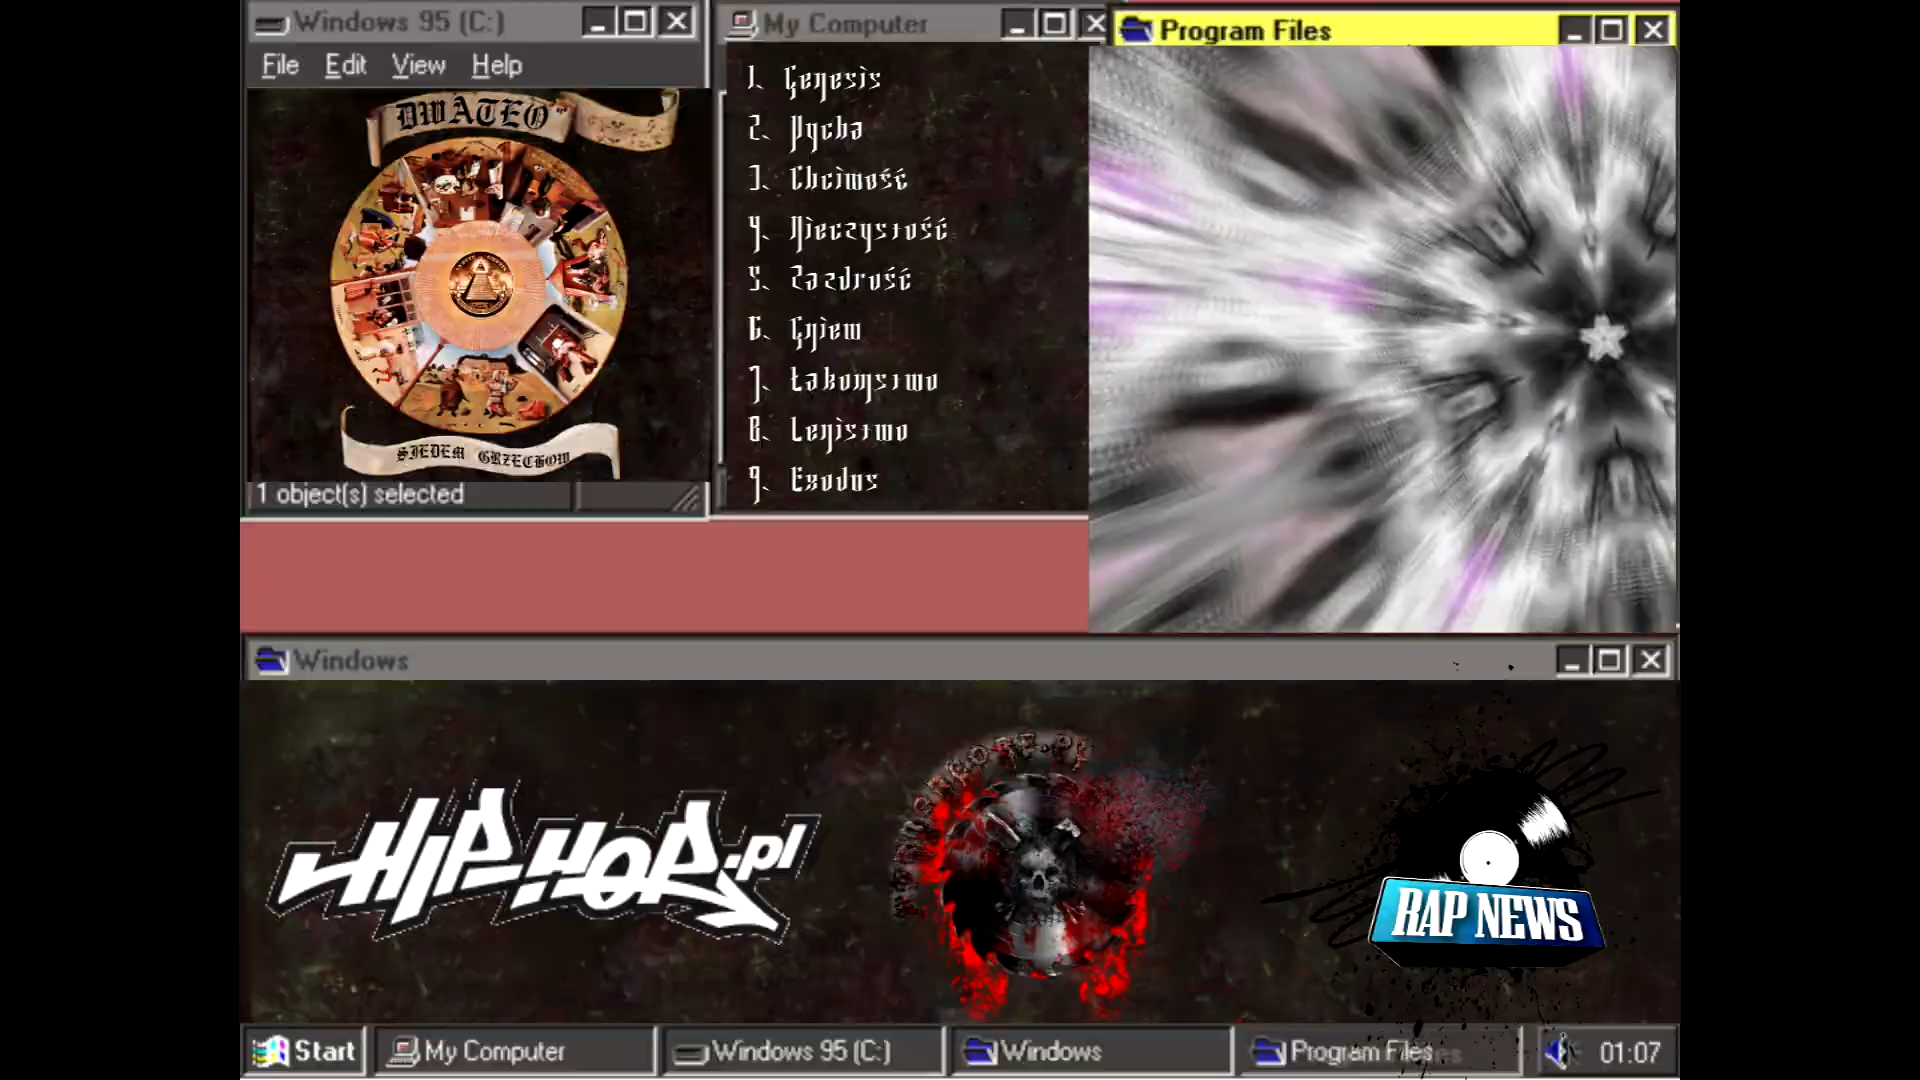 Windows 95 (C:)
File Edit View Help
DWATEO
SIEDEM GRZECHÓW
1 object(s) selected
My Computer
1. Genesis
2. Pycha
3. Chciwość
4. Nieczystość
5. Zazdrość
6. Gniew
7. Łakomstwo
8. Lenistwo
9. Exodus
Program Files
Windows
HIP-HOP.pl
RAP NEWS
Start
My Computer
Windows 95 (C:)
Windows
Program Files
01:07